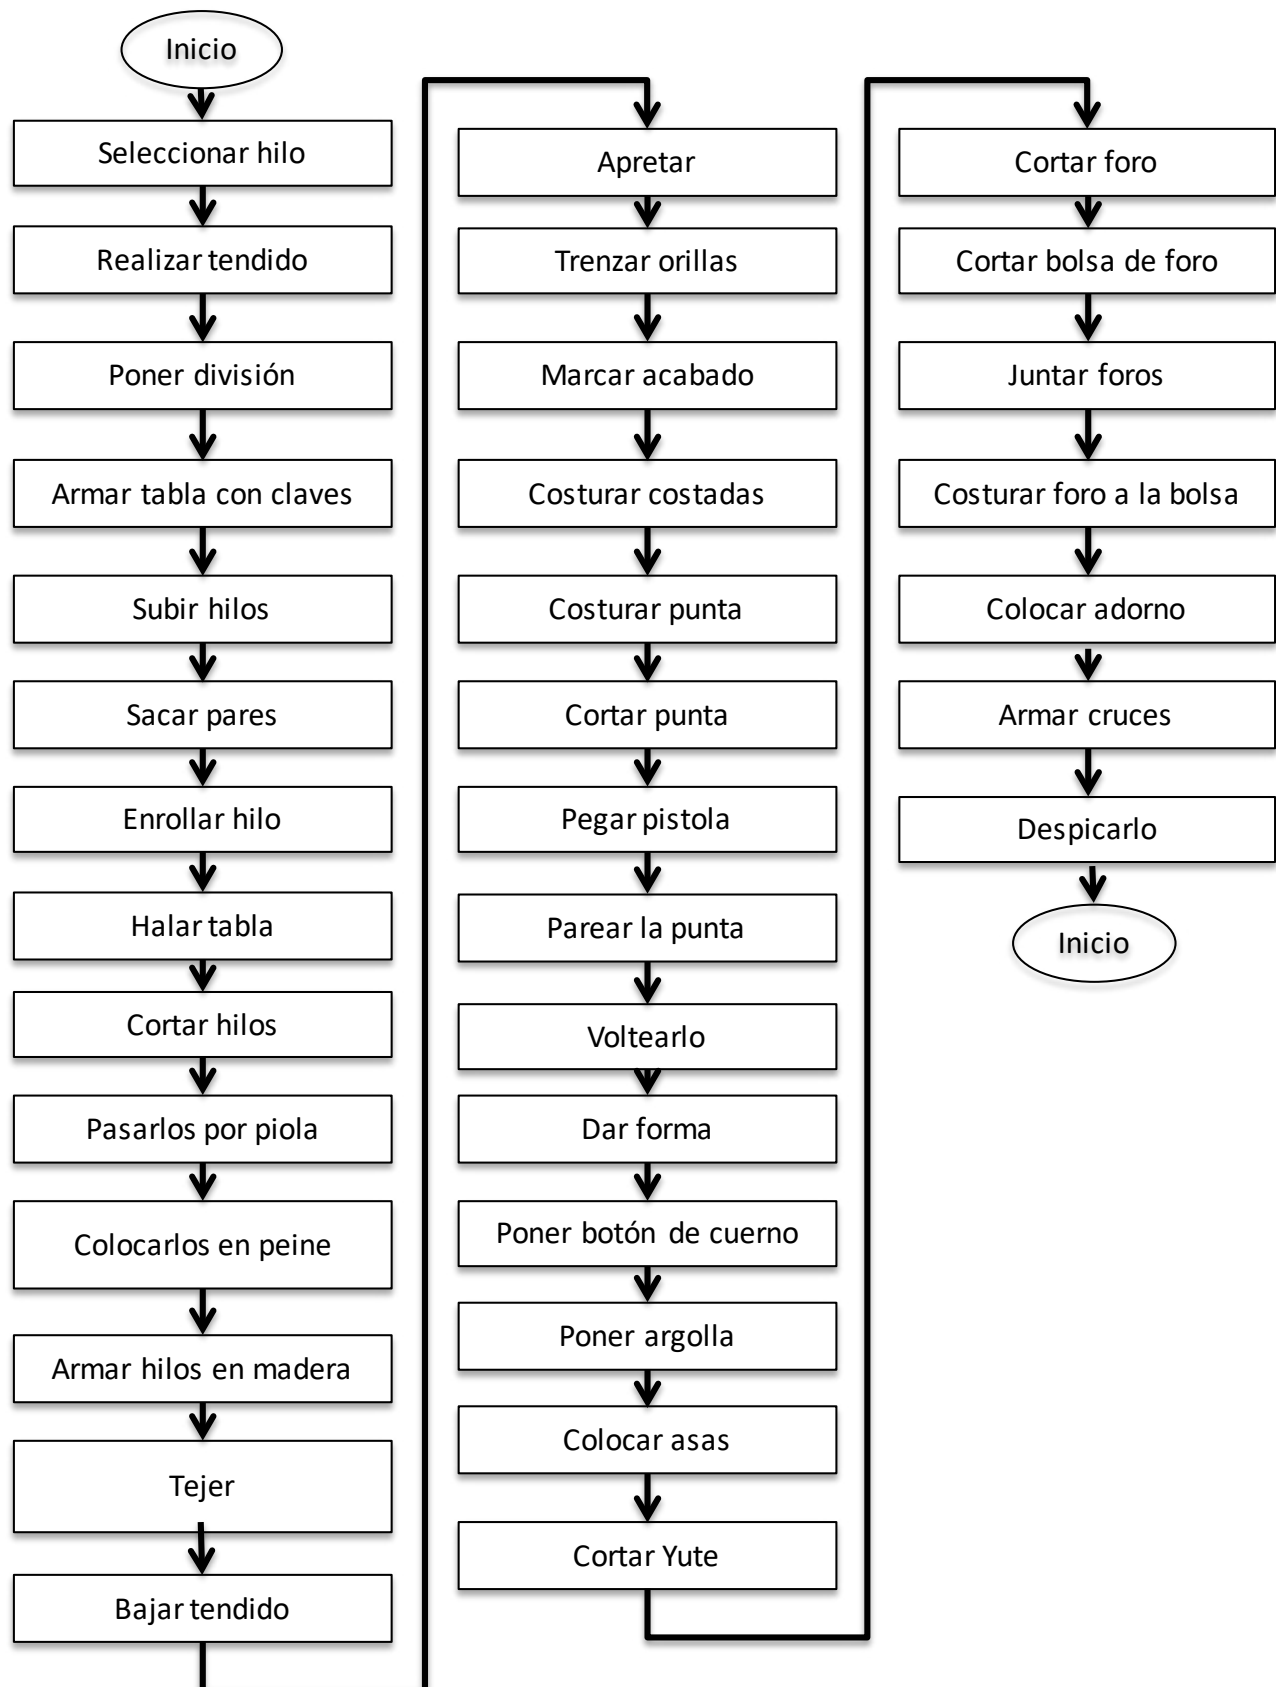 Inicio
Seleccionar hilo
Realizar tendido
Poner división
Armar tabla con claves
Subir hilos
Sacar pares
Enrollar hilo
Halar tabla
Cortar hilos
Pasarlos por piola
Colocarlos en peine
Armar hilos en madera
Tejer
Bajar tendido
Apretar
Trenzar orillas
Marcar acabado
Costurar costadas
Costurar punta
Cortar punta
Pegar pistola
Parear la punta
Voltearlo
Dar forma
Poner botón de cuerno
Poner argolla
Colocar asas
Cortar Yute
Cortar foro
Cortar bolsa de foro
Juntar foros
Costurar foro a la bolsa
Colocar adorno
Armar cruces
Despicarlo
Inicio